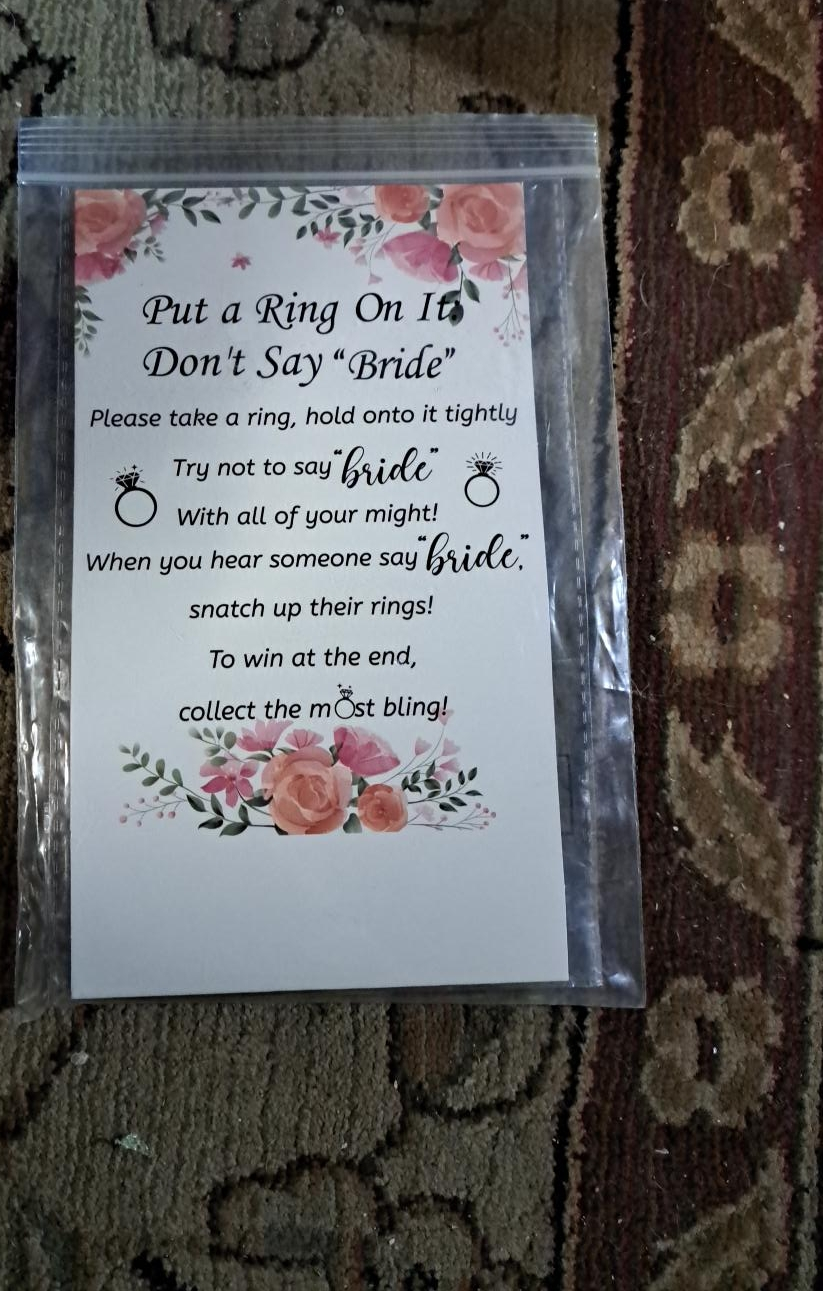 Put a Ring On It:
Don't Say “Bride”
Please take a ring, hold onto it tightly
Try not to say “bride”
With all of your might!
When you hear someone say “bride,”
snatch up their rings!
To win at the end,
collect the most bling!